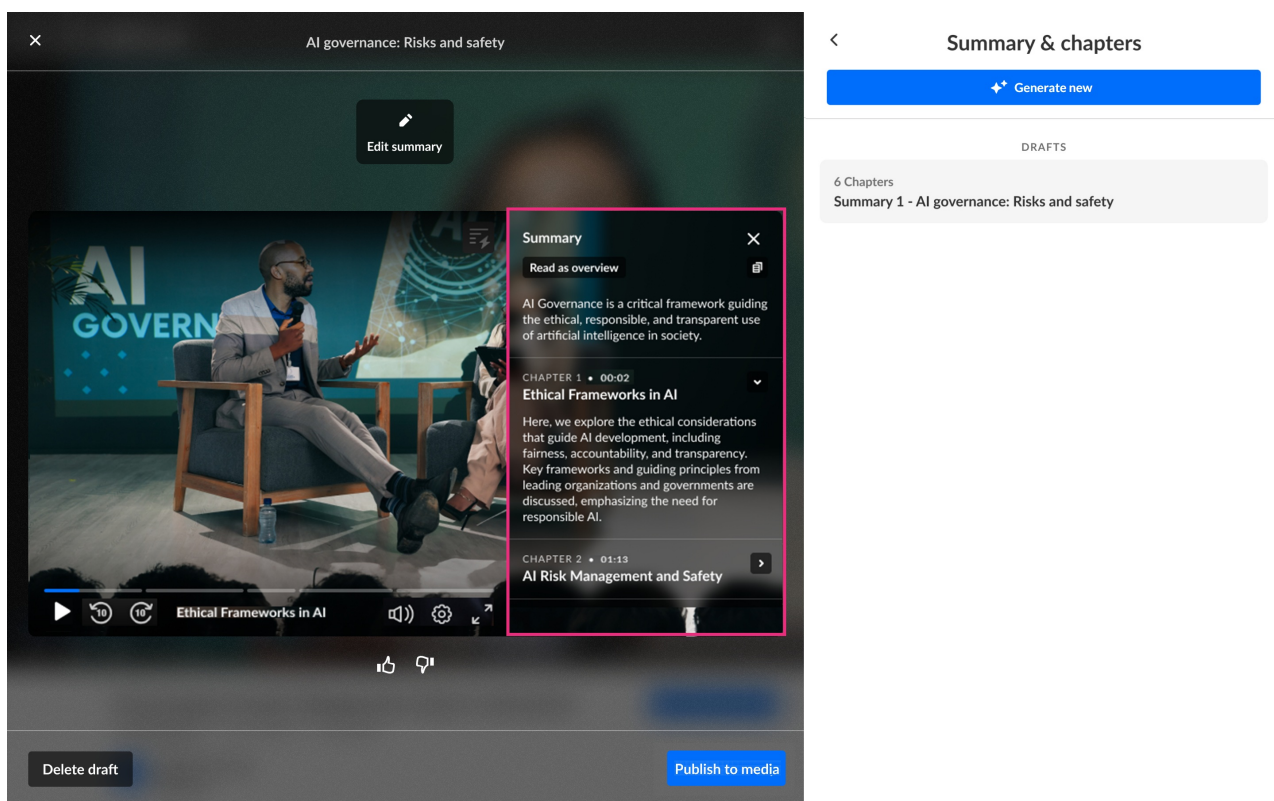 AI governance: Risks and safety
Edit summary
AI
GOVERN
AI
Summary
Read as overview
AI Governance is a critical framework guiding
the ethical, responsible, and transparent use
of artificial intelligence in society.
CHAPTER 1 • 00:02
Ethical Frameworks in AI
Here, we explore the ethical considerations
that guide AI development, including
fairness, accountability, and transparency.
Key frameworks and guiding principles from
leading organizations and governments are
discussed, emphasizing the need for
responsible AI.
CHAPTER 2 • 01:13
AI Risk Management and Safety
10
10
Ethical Frameworks in AI
Delete draft
Publish to media
Summary & chapters
Generate new
DRAFTS
6 Chapters
Summary 1 - AI governance: Risks and safety